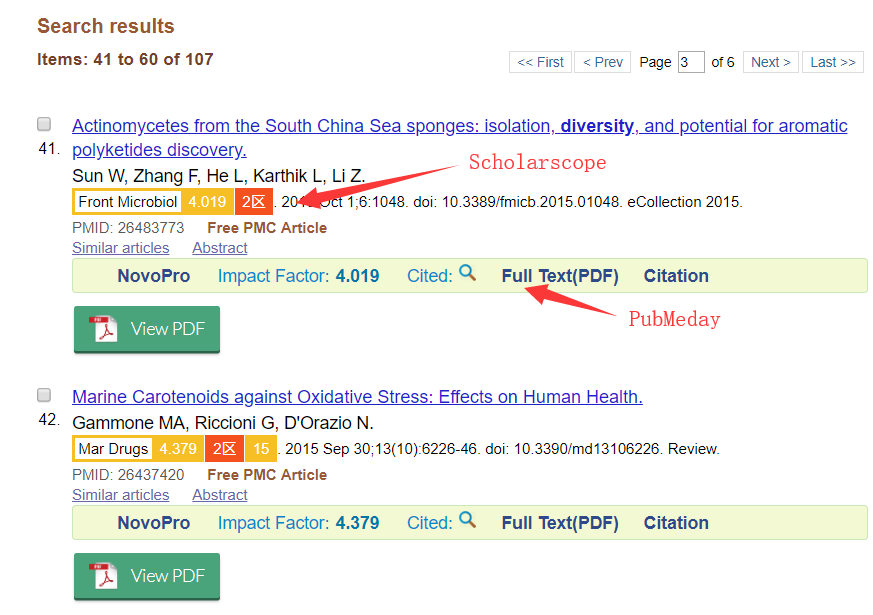 Search results
Items: 41 to 60 of 107
<< First < Prev Page 3 of 6 Next > Last >>
Actinomycetes from the South China Sea sponges: isolation, diversity, and potential for aromatic
41. polyketides discovery.
Scholarscope
Sun W, Zhang F, He L, Karthik L, Li Z.
Front Microbiol 4.019 2区 . 2015 Oct 1;6:1048. doi: 10.3389/fmicb.2015.01048. eCollection 2015.
PMID: 26483773 Free PMC Article
Similar articles Abstract
NovoPro Impact Factor: 4.019 Cited: Full Text(PDF) Citation
PubMeday
PDF View PDF
Marine Carotenoids against Oxidative Stress: Effects on Human Health.
42. Gammone MA, Riccioni G, D'Orazio N.
Mar Drugs 4.379 2区 15 . 2015 Sep 30;13(10):6226-46. doi: 10.3390/md13106226. Review.
PMID: 26437420 Free PMC Article
Similar articles Abstract
NovoPro Impact Factor: 4.379 Cited: Full Text(PDF) Citation
PDF View PDF